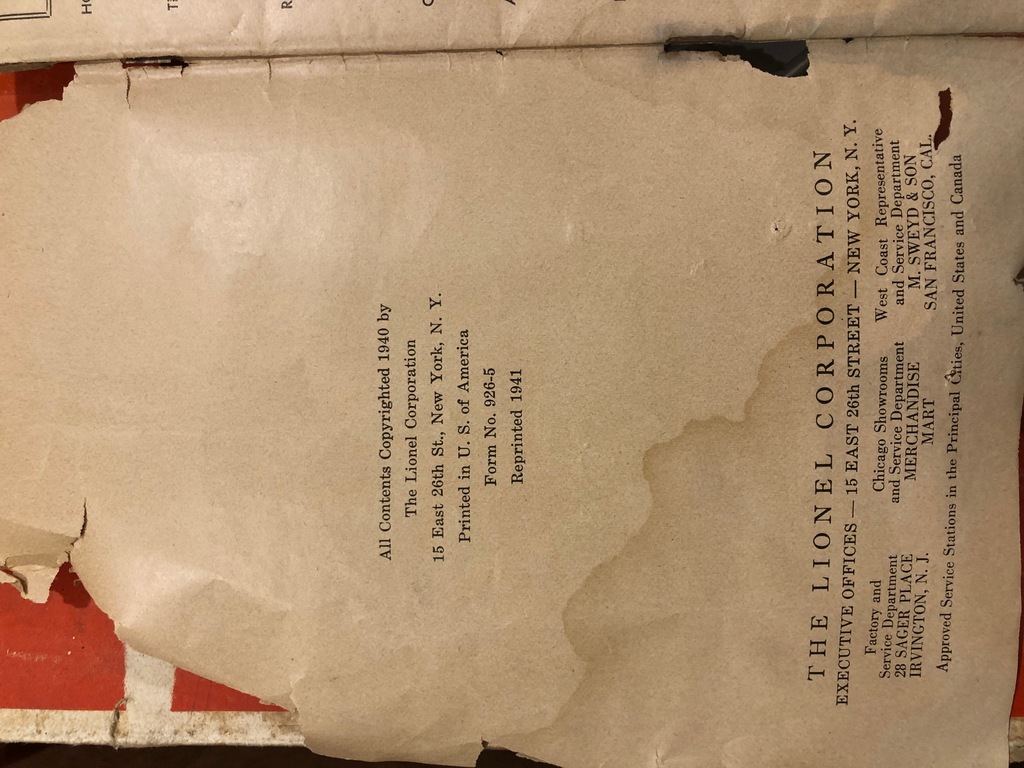 All Contents Copyrighted 1940 by
The Lionel Corporation
15 East 26th St., New York, N. Y.
Printed in U. S. of America
Form No. 926-5
Reprinted 1941
THE LIONEL CORPORATION
EXECUTIVE OFFICES — 15 EAST 26th STREET — NEW YORK, N. Y.
Factory and
Service Department
28 SAGER PLACE
IRVINGTON, N. J.
Chicago Showrooms
and Service Department
MERCHANDISE
MART
West Coast Representative
and Service Department
M. SWEYD & SON
SAN FRANCISCO, CAL.
Approved Service Stations in the Principal Cities, United States and Canada